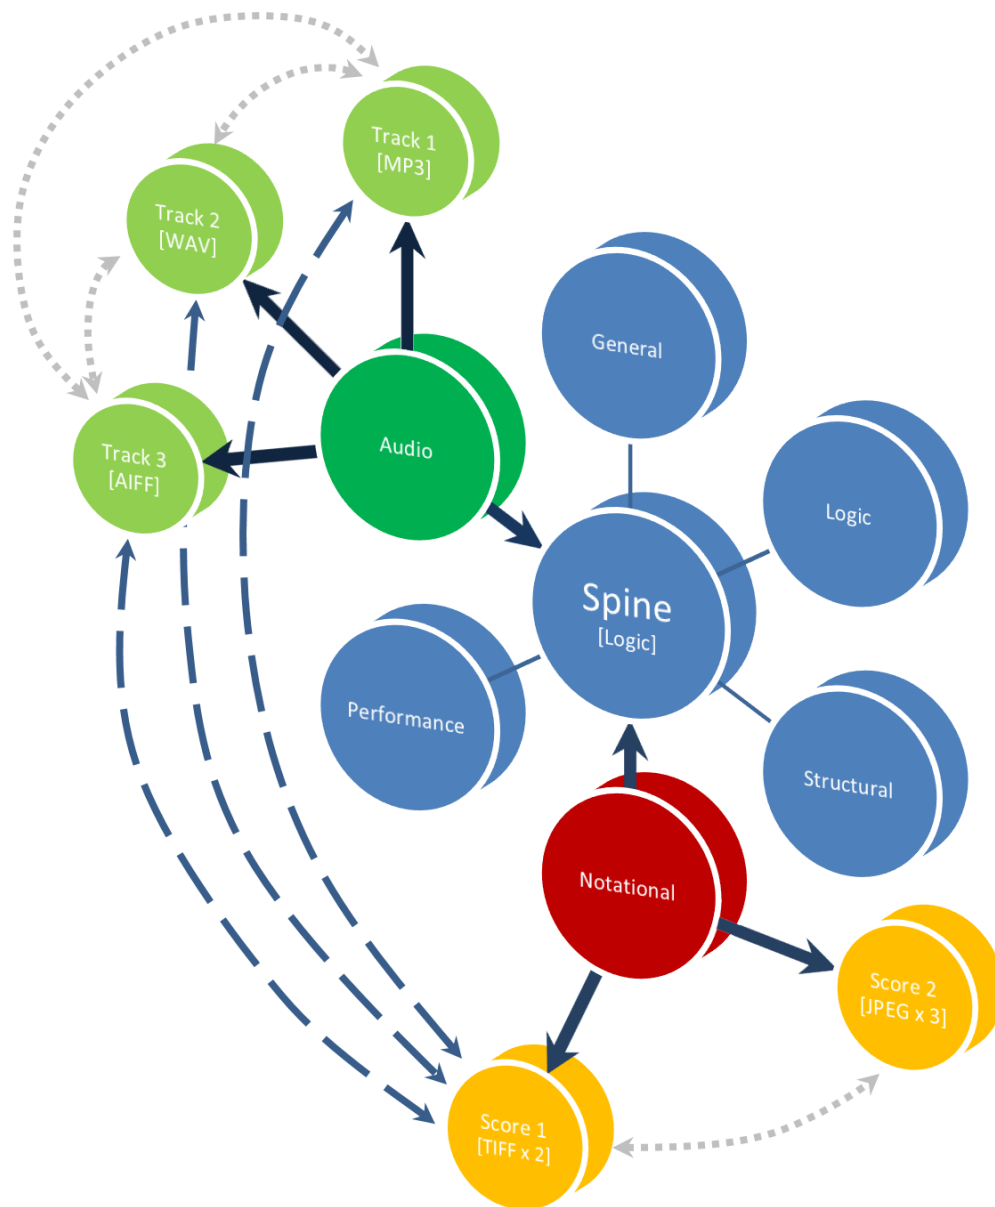 Track 1
[MP3]
Track 2
[WAV]
General
Audio
Track 3
[AIFF]
Logic
Spine
[Logic]
Performance
Structural
Notational
Score 2
[JPEG x 3]
Score 1
[TIFF x 2]